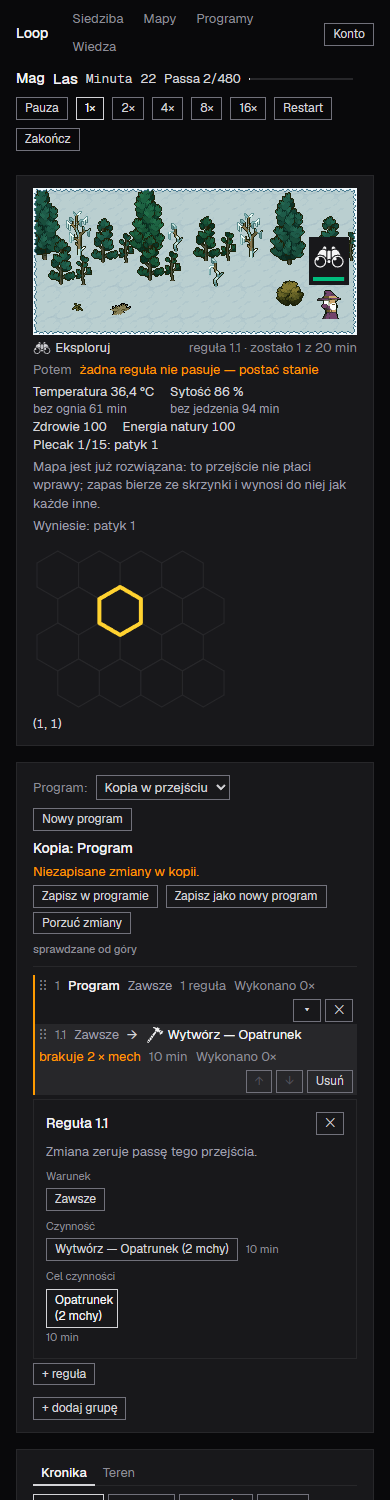 Loop
Siedziba Mapy Programy
Wiedza
Konto
Mag Las Minuta 22 Passa 2/480
Pauza 1× 2× 4× 8× 16× Restart
Zakończ
Eksploruj reguła 1.1 · zostało 1 z 20 min
Potem żadna reguła nie pasuje — postać stanie
Temperatura 36,4 °C Sytość 86 %
bez ognia 61 min bez jedzenia 94 min
Zdrowie 100 Energia natury 100
Plecak 1/15: patyk 1
Mapa jest już rozwiązana: to przejście nie płaci
wprawy; zapas bierze ze skrzynki i wynosi do niej jak
każde inne.
Wyniesie: patyk 1
(1, 1)
Program: Kopia w przejściu
Nowy program
Kopia: Program
Niezapisane zmiany w kopii.
Zapisz w programie Zapisz jako nowy program
Porzuć zmiany
sprawdzane od góry
1 Program Zawsze 1 reguła Wykonano 0×
1.1 Zawsze → Wytwórz — Opatrunek
brakuje 2 × mech 10 min Wykonano 0×
↑ ↓ Usuń
Reguła 1.1
Zmiana zeruje passę tego przejścia.
Warunek
Zawsze
Czynność
Wytwórz — Opatrunek (2 mchy) 10 min
Cel czynności
Opatrunek
(2 mchy)
10 min
+ reguła
+ dodaj grupę
Kronika Teren